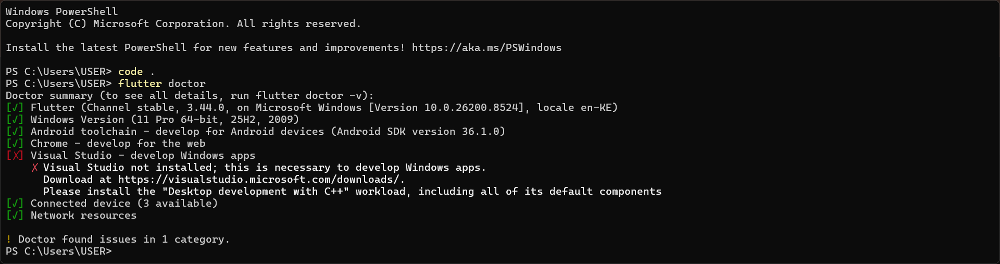 Windows PowerShell
Copyright (C) Microsoft Corporation. All rights reserved.
Install the latest PowerShell for new features and improvements! https://aka.ms/PSWindows
PS C:\Users\USER> code .
PS C:\Users\USER> flutter doctor
Doctor summary (to see all details, run flutter doctor -v):
[√] Flutter (Channel stable, 3.44.0, on Microsoft Windows [Version 10.0.26200.8524], locale en-KE)
[√] Windows Version (11 Pro 64-bit, 25H2, 2009)
[√] Android toolchain - develop for Android devices (Android SDK version 36.1.0)
[√] Chrome - develop for the web
[✗] Visual Studio - develop Windows apps
✗ Visual Studio not installed; this is necessary to develop Windows apps.
Download at https://visualstudio.microsoft.com/downloads/.
Please install the "Desktop development with C++" workload, including all of its default components
[√] Connected device (3 available)
[√] Network resources
! Doctor found issues in 1 category.
PS C:\Users\USER>